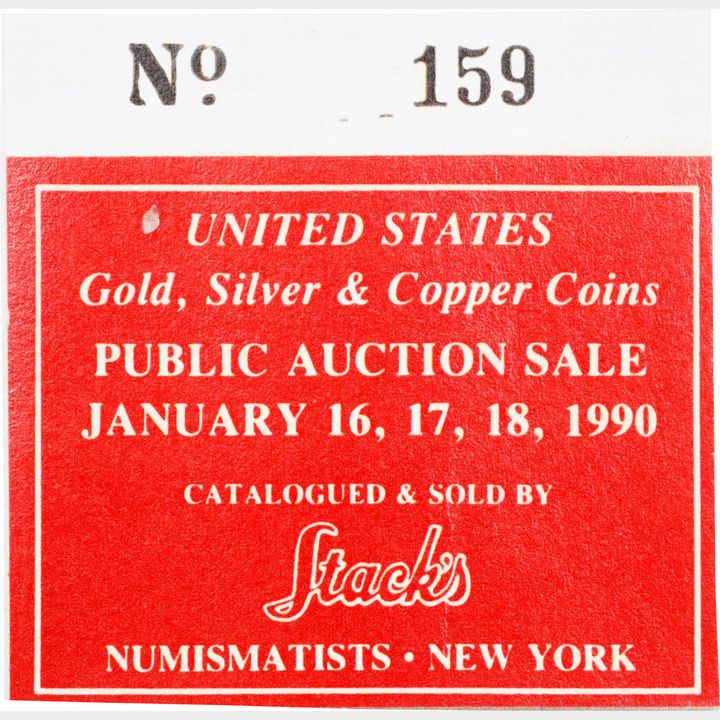 Nº. 159
UNITED STATES
Gold, Silver & Copper Coins
PUBLIC AUCTION SALE
JANUARY 16, 17, 18, 1990
CATALOGUED & SOLD BY
Stack's
NUMISMATISTS • NEW YORK